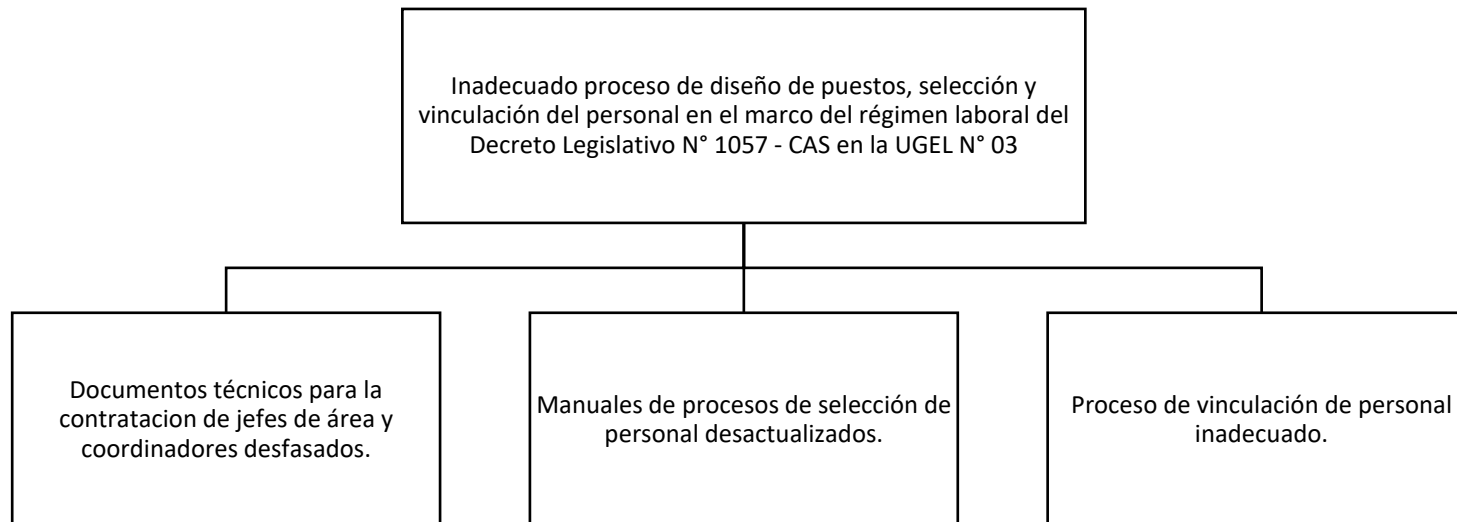 Inadecuado proceso de diseño de puestos, selección y
vinculación del personal en el marco del régimen laboral del
Decreto Legislativo N° 1057 - CAS en la UGEL N° 03
Documentos técnicos para la
contratacion de jefes de área y
coordinadores desfasados.
Manuales de procesos de selección de
personal desactualizados.
Proceso de vinculación de personal
inadecuado.